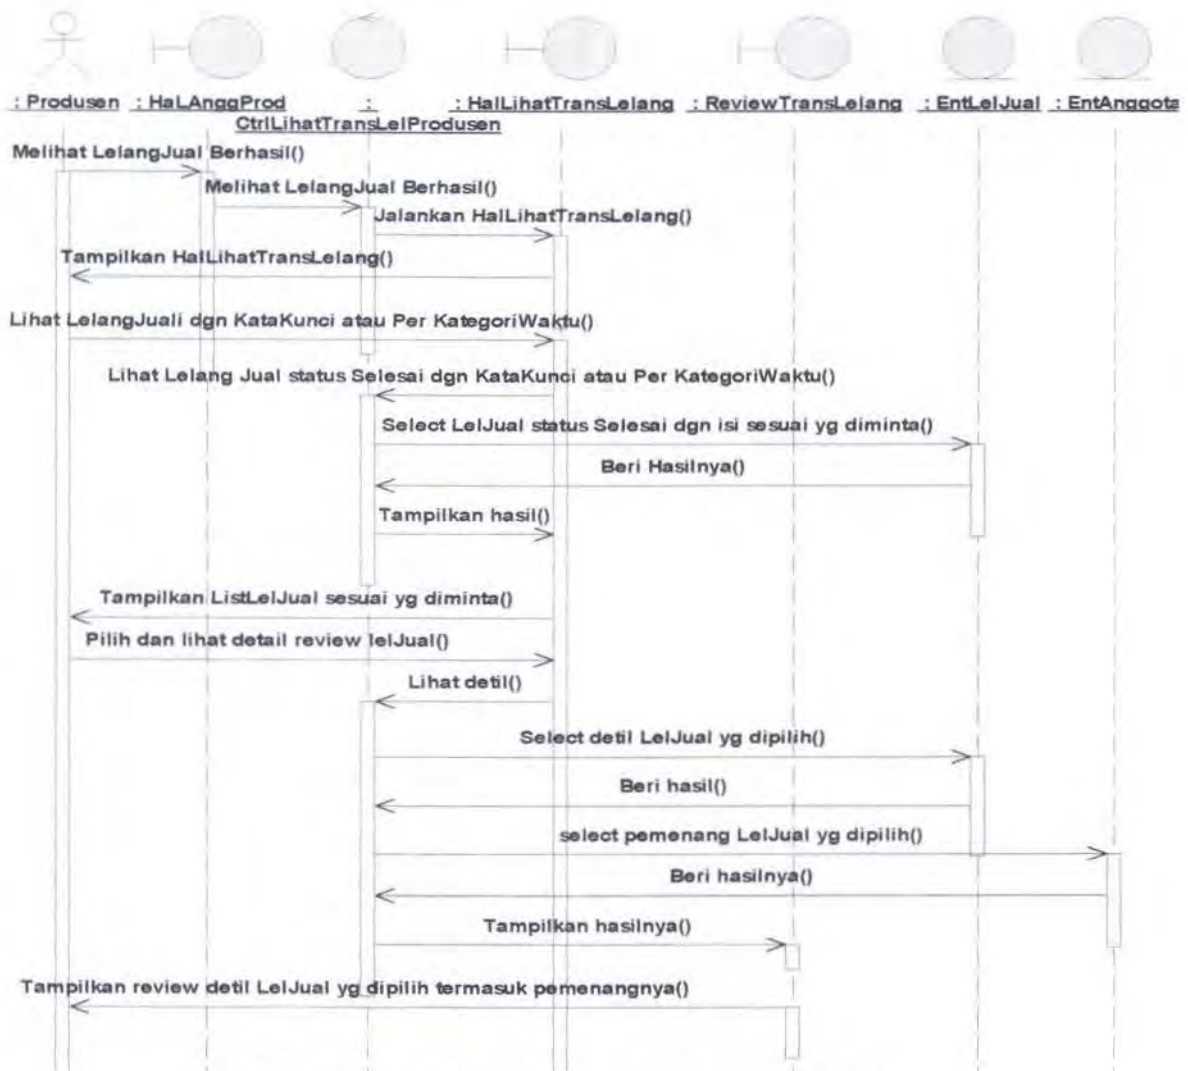 : Produsen : HaLAnggProd : : HalLihatTransLelang : ReviewTransLelang : EntLelJual : EntAnggota
CtrlLihatTransLelProdusen
Melihat LelangJual Berhasil()
Melihat LelangJual Berhasil()
Jalankan HalLihatTransLelang()
Tampilkan HalLihatTransLelang()
Lihat LelangJuali dgn KataKunci atau Per KategoriWaktu()
Lihat Lelang Jual status Selesai dgn KataKunci atau Per KategoriWaktu()
Select LelJual status Selesai dgn isi sesuai yg diminta()
Beri Hasilnya()
Tampilkan hasil()
Tampilkan ListLelJual sesuai yg diminta()
Pilih dan lihat detail review lelJual()
Lihat detil()
Select detil LelJual yg dipilih()
Beri hasil()
select pemenang LelJual yg dipilih()
Beri hasilnya()
Tampilkan hasilnya()
Tampilkan review detil LelJual yg dipilih termasuk pemenangnya()